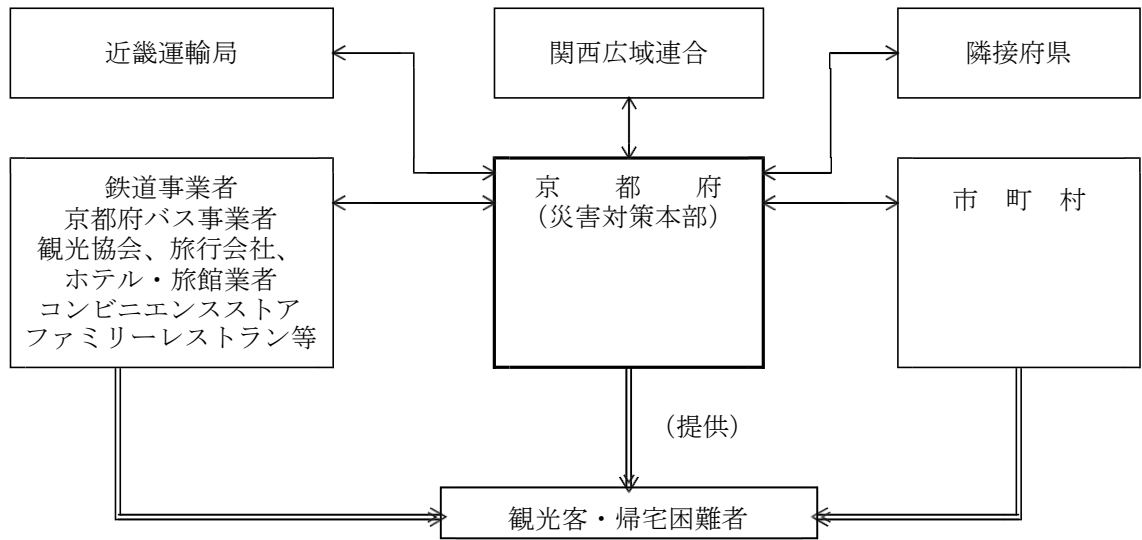 近畿運輸局
関西広域連合
隣接府県
鉄道事業者
京都府バス事業者
観光協会、旅行会社、
ホテル・旅館業者
コンビニエンスストア
ファミリーレストラン等
京　都　府
（災害対策本部）
市　町　村
（提供）
観光客・帰宅困難者